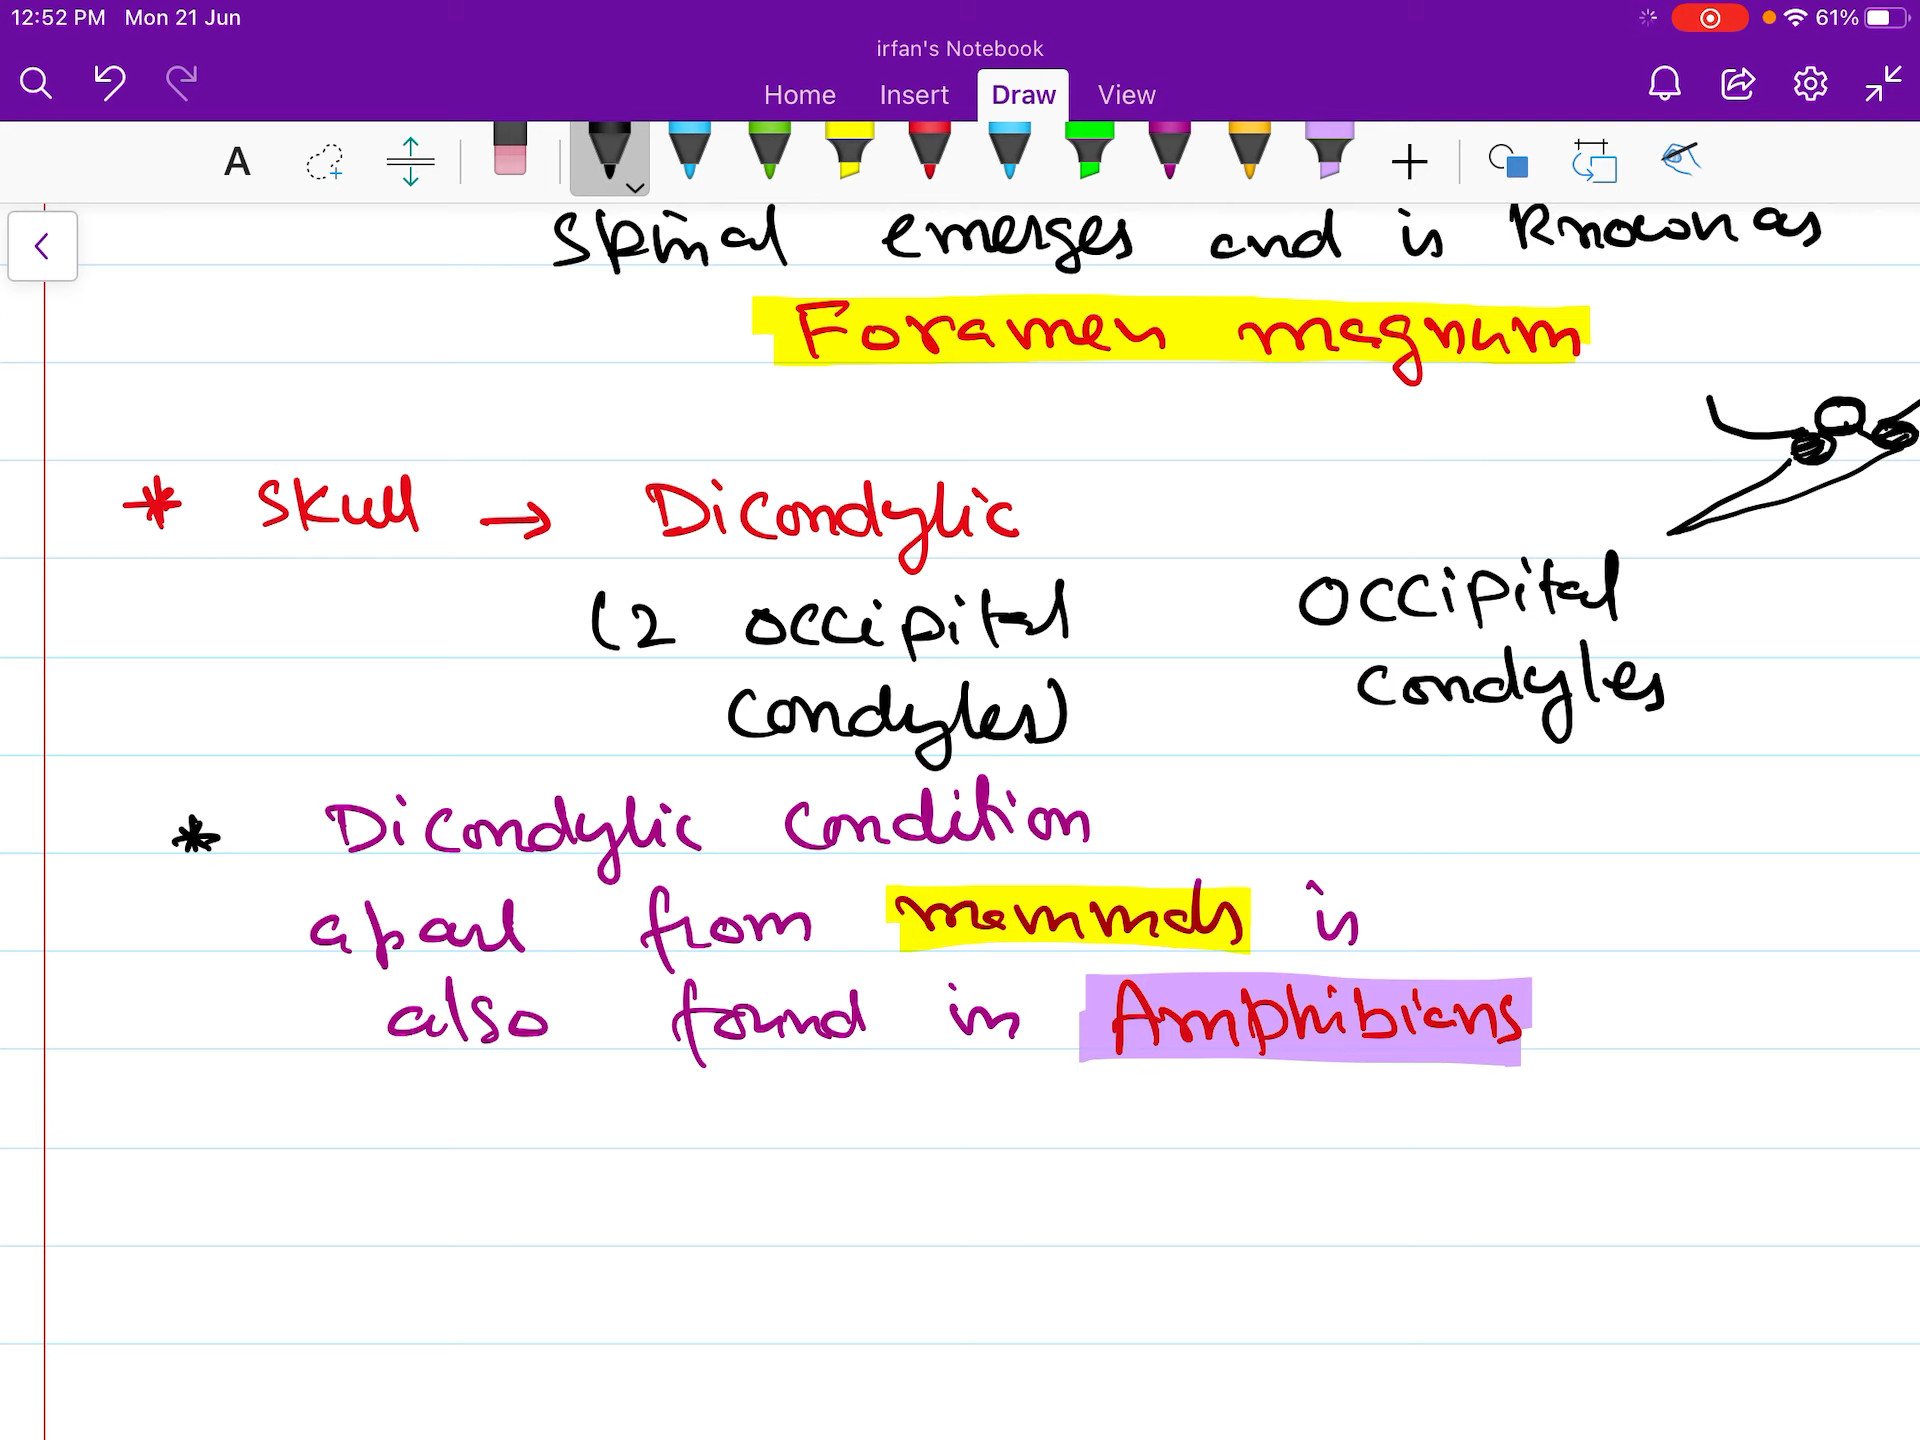 12:52 PM Mon 21 Jun
61%
irfan's Notebook
Home Insert Draw View
A
Spinal emerges and is known as
Foramen magnum
* Skull → Dicondylic
(2 occipital
condyles)
Occipital
condyles
* Dicondylic condition
apart from mammals is
also found in Amphibians